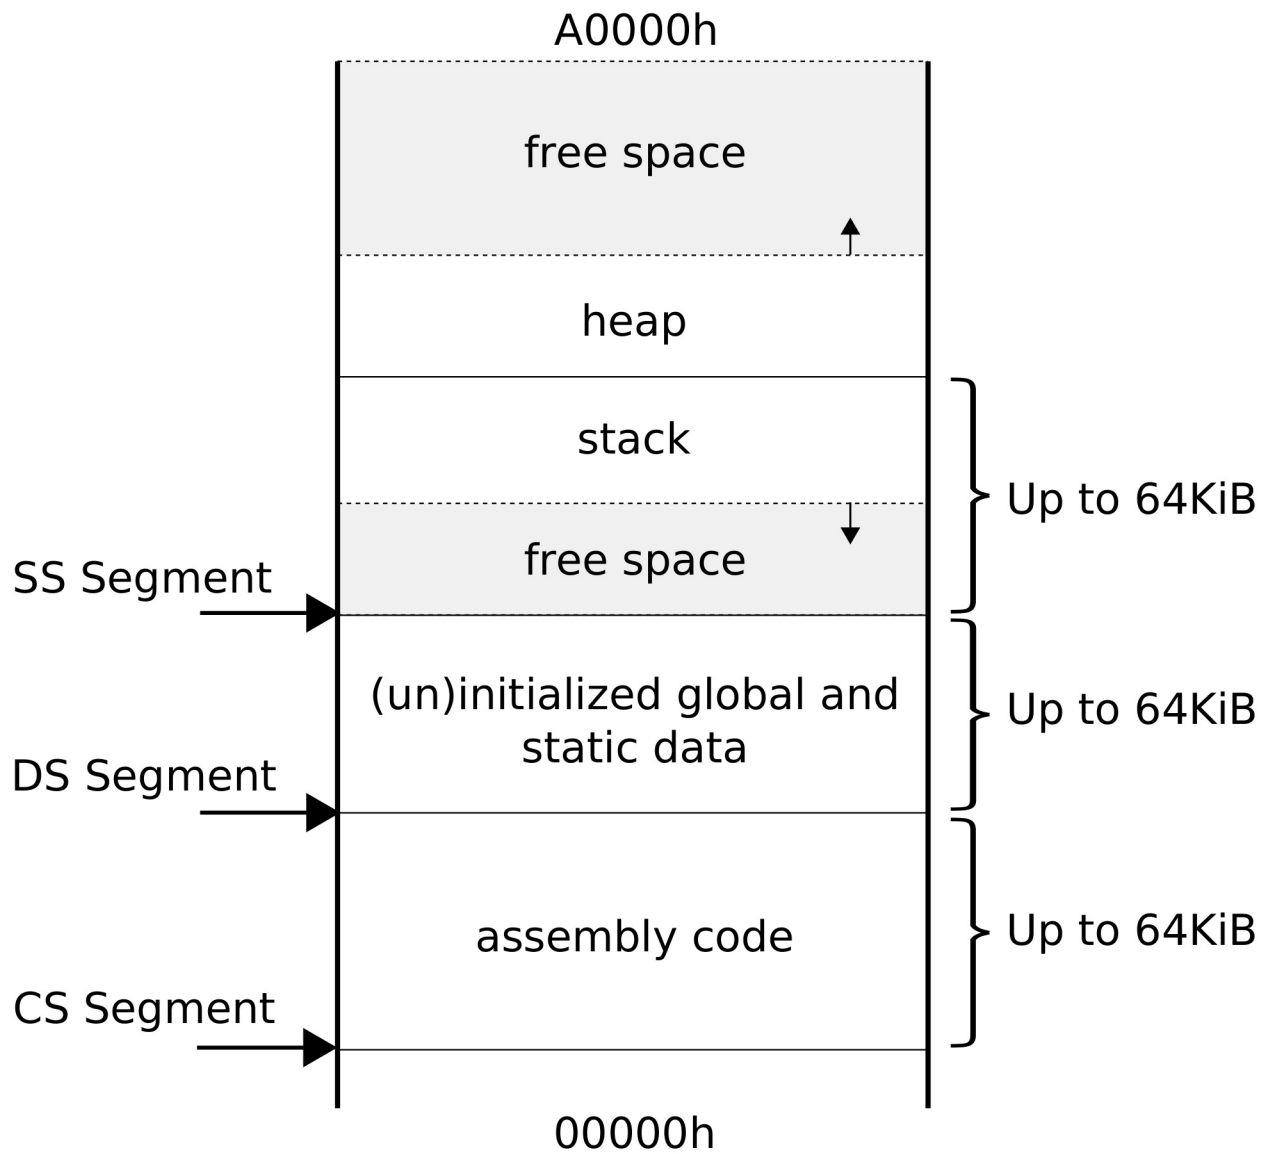 A0000h
free space
heap
stack
Up to 64KiB
free space
SS Segment
(un)initialized global and
static data
Up to 64KiB
DS Segment
assembly code
Up to 64KiB
CS Segment
00000h